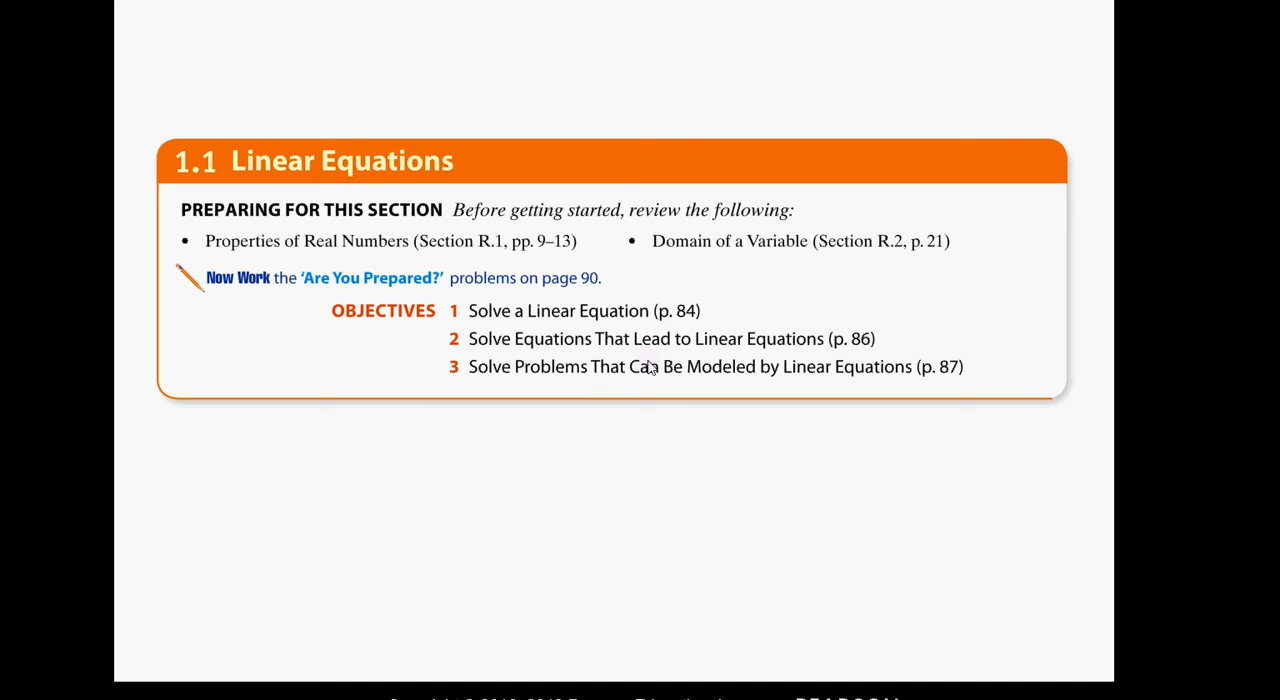 1.1 Linear Equations
PREPARING FOR THIS SECTION Before getting started, review the following:
• Properties of Real Numbers (Section R.1, pp. 9–13) • Domain of a Variable (Section R.2, p. 21)
Now Work the ‘Are You Prepared?’ problems on page 90.
OBJECTIVES 1 Solve a Linear Equation (p. 84)
2 Solve Equations That Lead to Linear Equations (p. 86)
3 Solve Problems That Can Be Modeled by Linear Equations (p. 87)
PEARSON